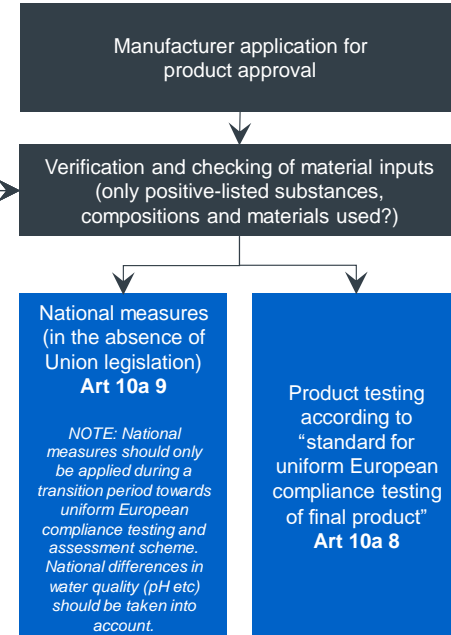 Manufacturer application for
product approval
Verification and checking of material inputs
(only positive-listed substances,
compositions and materials used?)
National measures
(in the absence of
Union legislation)
Art 10a 9
NOTE: National
measures should only
be applied during a
transition period towards
uniform European
compliance testing and
assessment scheme.
National differences in
water quality (pH etc)
should be taken into
account.
Product testing
according to
“standard for
uniform European
compliance testing
of final product”
Art 10a 8